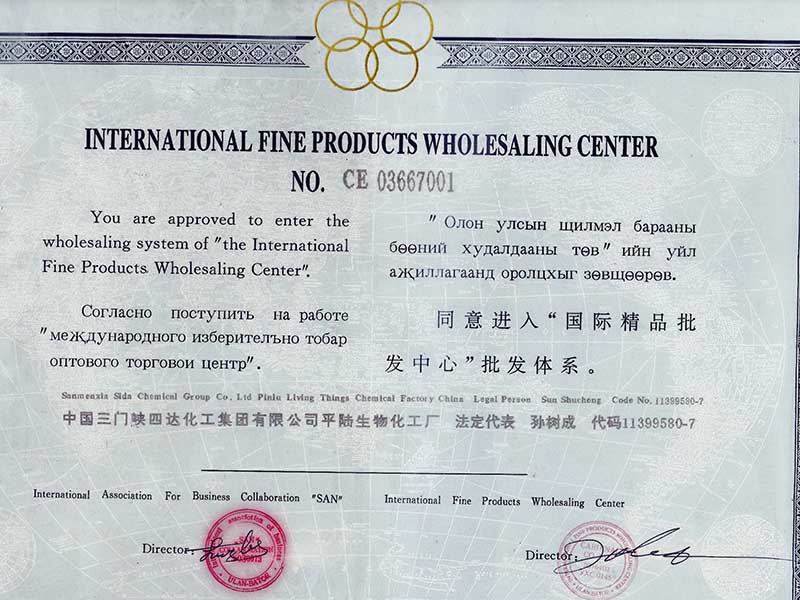 INTERNATIONAL FINE PRODUCTS WHOLESALING CENTER
NO. CE 03667001
You are approved to enter the
wholesaling system of "the International
Fine Products Wholesaling Center".
" Олон улсын щилмэл барааны
бөөний худалдааны төв" ийн уйл
ажиллагаанд оролцхыг зөвщөөрөв.
Согласно поступить на работе
"международного изберителъно тобар
оптового торговои центр".
同意进入“国际精品批
发中心”批发体系。
Sanmenxia Sida Chemical Group Co. Ltd Pinlu Living Things Chemical Factory China Legal Person Sun Shucheng Code No. 11399580-7
中国三门峡四达化工集团有限公司平陆生物化工厂 法定代表 孙树成 代码11399580-7
International Association For Business Collaboration "SAN"
International Fine Products Wholesaling Center
Director:
Director:
ULAN-BATOR